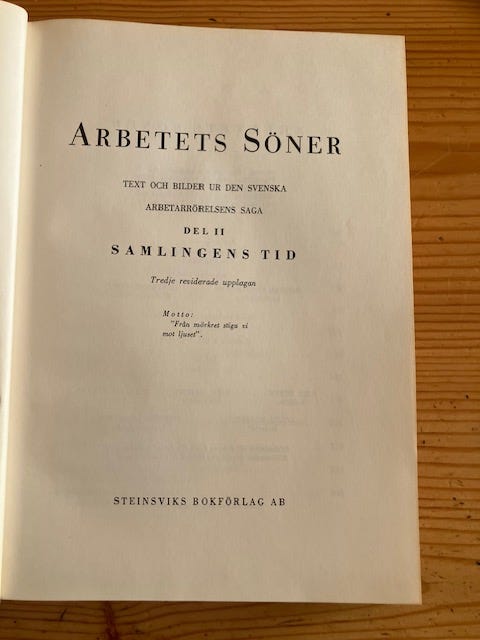 ARBETETS SÖNER
TEXT OCH BILDER UR DEN SVENSKA
ARBETARRÖRELSENS SAGA
DEL II
SAMLINGENS TID
Tredje reviderade upplagan
Motto:
"Från mörkret stiga vi
mot ljuset".
STEINSVIKS BOKFÖRLAG AB